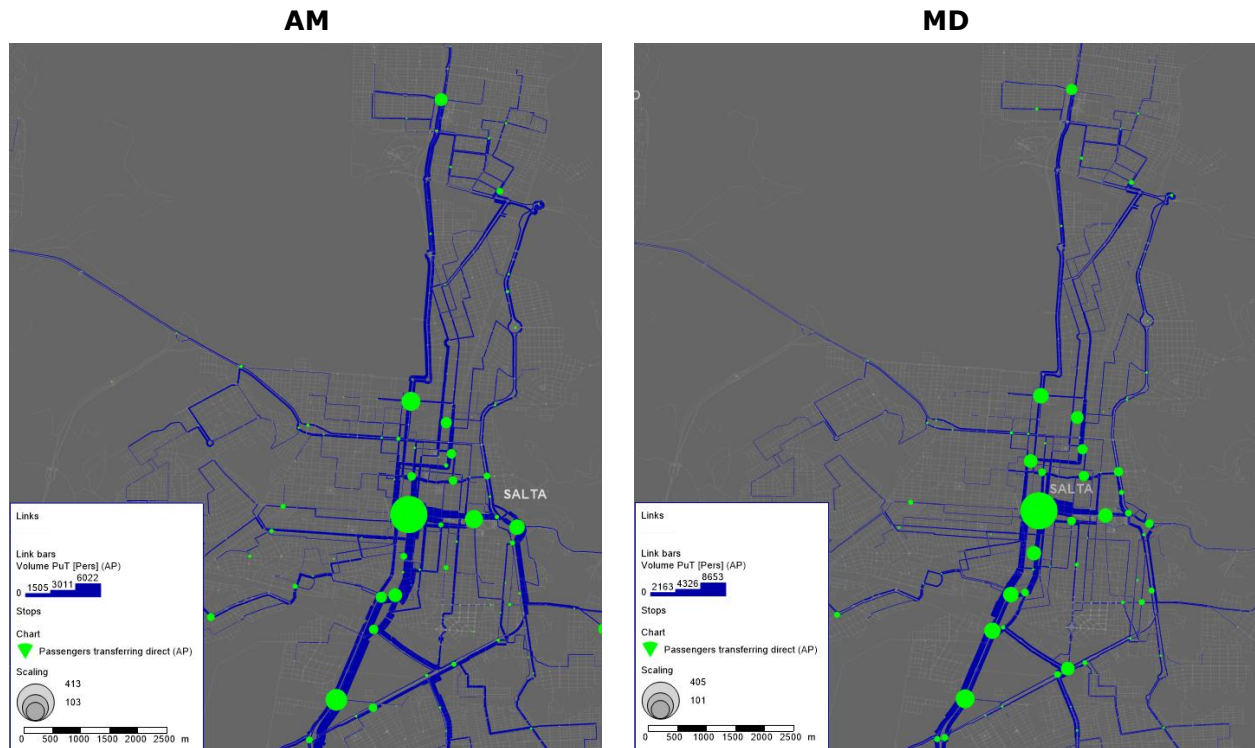 AM
MD
O
SALTA
SALTA
Links
Link bars
Volume PuT [Pers] (AP)
0 1505 3011 6022
Stops
Chart
Passengers transferring direct (AP)
Scaling
413
103
0 500 1000 1500 2000 2500 m
Links
Link bars
Volume PuT [Pers] (AP)
0 2163 4326 8653
Stops
Chart
Passengers transferring direct (AP)
Scaling
405
101
0 500 1000 1500 2000 2500 m